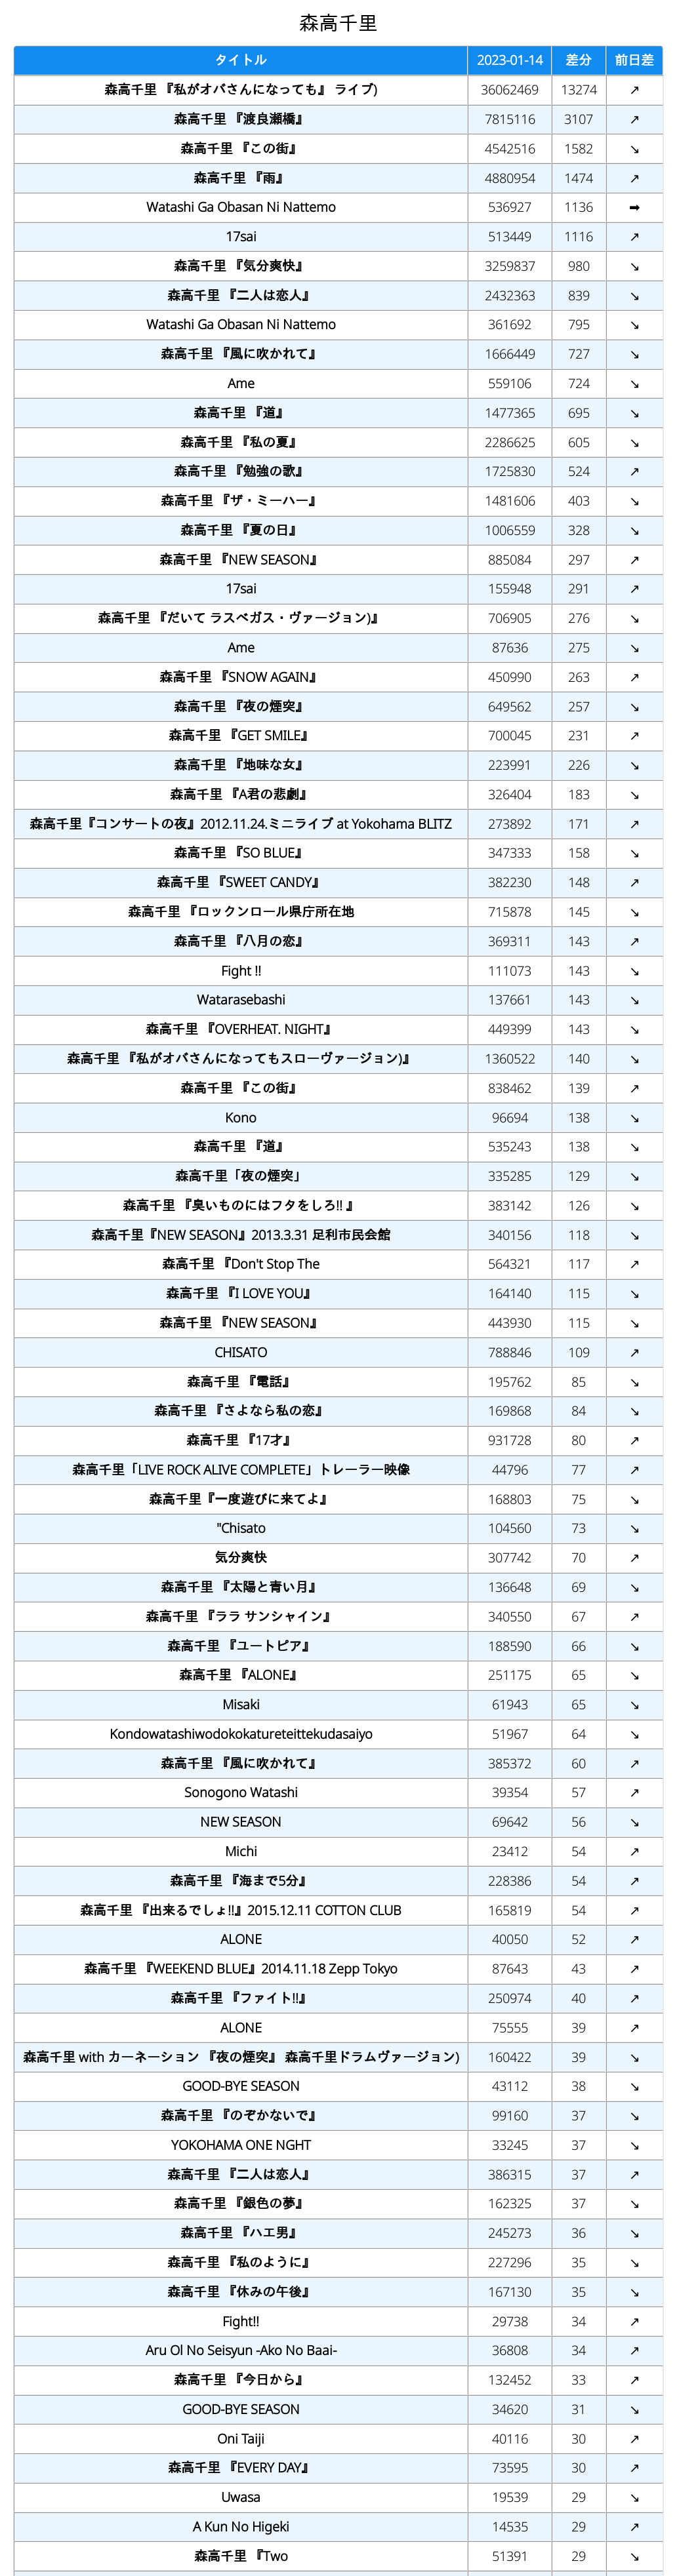 森高千里
タイトル 2023-01-14 差分 前日差
森高千里 『私がオバさんになっても』 ライブ) 36062469 13274 ↗
森高千里 『渡良瀬橋』 7815116 3107 ↗
森高千里 『この街』 4542516 1582 ↘
森高千里 『雨』 4880954 1474 ↗
Watashi Ga Obasan Ni Nattemo 536927 1136 ➡
17sai 513449 1116 ↗
森高千里 『気分爽快』 3259837 980 ↘
森高千里 『二人は恋人』 2432363 839 ↘
Watashi Ga Obasan Ni Nattemo 361692 795 ↘
森高千里 『風に吹かれて』 1666449 727 ↘
Ame 559106 724 ↘
森高千里 『道』 1477365 695 ↘
森高千里 『私の夏』 2286625 605 ↘
森高千里 『勉強の歌』 1725830 524 ↗
森高千里 『ザ・ミーハー』 1481606 403 ↘
森高千里 『夏の日』 1006559 328 ↘
森高千里 『NEW SEASON』 885084 297 ↗
17sai 155948 291 ↗
森高千里 『だいて ラスベガス・ヴァージョン)』 706905 276 ↘
Ame 87636 275 ↘
森高千里 『SNOW AGAIN』 450990 263 ↗
森高千里 『夜の煙突』 649562 257 ↘
森高千里 『GET SMILE』 700045 231 ↗
森高千里 『地味な女』 223991 226 ↘
森高千里 『A君の悲劇』 326404 183 ↘
森高千里『コンサートの夜』2012.11.24.ミニライブ at Yokohama BLITZ 273892 171 ↗
森高千里 『SO BLUE』 347333 158 ↘
森高千里 『SWEET CANDY』 382230 148 ↗
森高千里 『ロックンロール県庁所在地 715878 145 ↘
森高千里 『八月の恋』 369311 143 ↗
Fight !! 111073 143 ↘
Watarasebashi 137661 143 ↘
森高千里 『OVERHEAT. NIGHT』 449399 143 ↘
森高千里 『私がオバさんになってもスローヴァージョン)』 1360522 140 ↘
森高千里 『この街』 838462 139 ↗
Kono 96694 138 ↘
森高千里 『道』 535243 138 ↘
森高千里「夜の煙突」 335285 129 ↘
森高千里 『臭いものにはフタをしろ!! 』 383142 126 ↘
森高千里『NEW SEASON』2013.3.31 足利市民会館 340156 118 ↘
森高千里 『Don't Stop The 564321 117 ↗
森高千里 『I LOVE YOU』 164140 115 ↘
森高千里 『NEW SEASON』 443930 115 ↘
CHISATO 788846 109 ↗
森高千里 『電話』 195762 85 ↘
森高千里 『さよなら私の恋』 169868 84 ↘
森高千里 『17才』 931728 80 ↗
森高千里「LIVE ROCK ALIVE COMPLETE」トレーラー映像 44796 77 ↗
森高千里『一度遊びに来てよ』 168803 75 ↘
"Chisato 104560 73 ↘
気分爽快 307742 70 ↗
森高千里 『太陽と青い月』 136648 69 ↘
森高千里 『ララ サンシャイン』 340550 67 ↗
森高千里 『ユートピア』 188590 66 ↘
森高千里 『ALONE』 251175 65 ↘
Misaki 61943 65 ↘
Kondowatashiwodokokatureteittekudasaiyo 51967 64 ↘
森高千里 『風に吹かれて』 385372 60 ↗
Sonogono Watashi 39354 57 ↗
NEW SEASON 69642 56 ↘
Michi 23412 54 ↗
森高千里 『海まで5分』 228386 54 ↗
森高千里 『出来るでしょ!!』2015.12.11 COTTON CLUB 165819 54 ↗
ALONE 40050 52 ↗
森高千里 『WEEKEND BLUE』2014.11.18 Zepp Tokyo 87643 43 ↗
森高千里 『ファイト!!』 250974 40 ↗
ALONE 75555 39 ↗
森高千里 with カーネーション 『夜の煙突』 森高千里ドラムヴァージョン) 160422 39 ↘
GOOD-BYE SEASON 43112 38 ↘
森高千里 『のぞかないで』 99160 37 ↘
YOKOHAMA ONE NGHT 33245 37 ↘
森高千里 『二人は恋人』 386315 37 ↗
森高千里 『銀色の夢』 162325 37 ↘
森高千里 『ハエ男』 245273 36 ↘
森高千里 『私のように』 227296 35 ↘
森高千里 『休みの午後』 167130 35 ↘
Fight!! 29738 34 ↗
Aru OI No Seisyun -Ako No Baai- 36808 34 ↗
森高千里 『今日から』 132452 33 ↗
GOOD-BYE SEASON 34620 31 ↘
Oni Taiji 40116 30 ↗
森高千里 『EVERY DAY』 73595 30 ↗
Uwasa 19539 29 ↘
A Kun No Higeki 14535 29 ↗
森高千里 『Two 51391 29 ↘